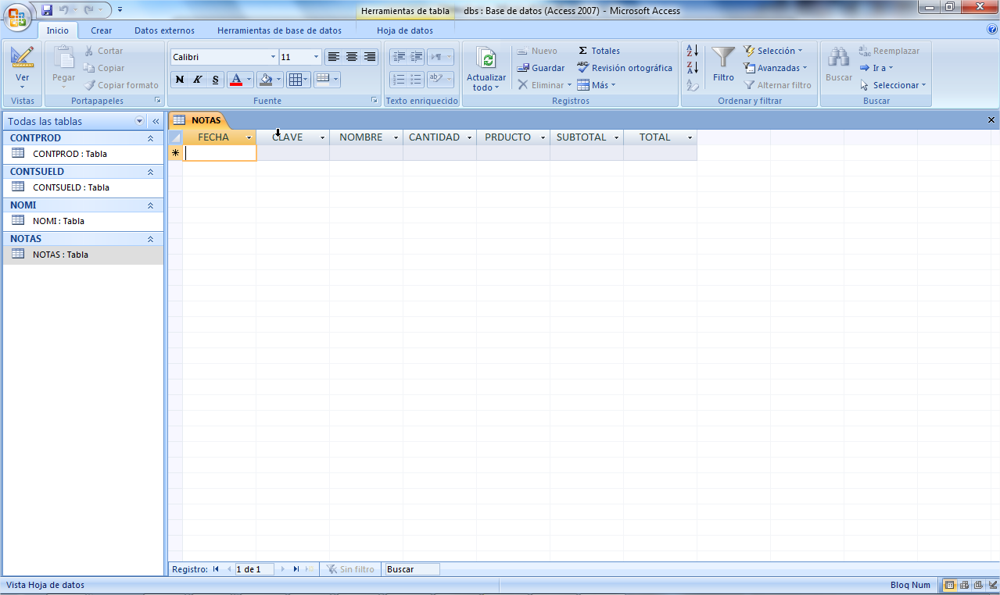 Herramientas de tabla dbs : Base de datos (Access 2007) - Microsoft Access
Inicio Crear Datos externos Herramientas de base de datos Hoja de datos
Ver
Vistas
Pegar
Cortar
Copiar
Copiar formato
Portapapeles
Calibri 11
N K S A
Fuente
Texto enriquecido
Actualizar
todo
Nuevo
Guardar
Eliminar
Σ Totales
Revisión ortográfica
Más
Registros
Filtro
Selección
Avanzadas
Alternar filtro
Ordenar y filtrar
Buscar
Reemplazar
Ir a
Seleccionar
Buscar
Todas las tablas
CONTPROD
CONTPROD : Tabla
CONTSUELD
CONTSUELD : Tabla
NOMI
NOMI : Tabla
NOTAS
NOTAS : Tabla
NOTAS
FECHA CLAVE NOMBRE CANTIDAD PRDUCTO SUBTOTAL TOTAL
Registro: 1 de 1 Sin filtro Buscar
Vista Hoja de datos Bloq Num